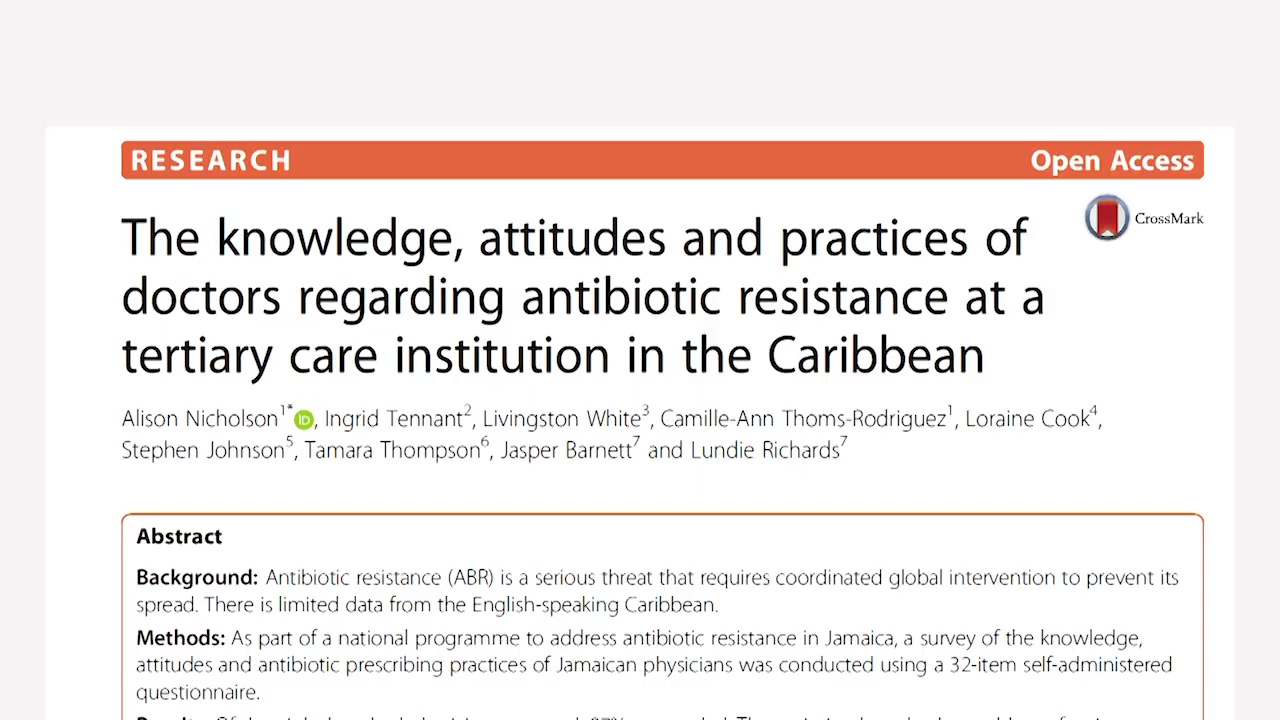 RESEARCH Open Access
CrossMark
The knowledge, attitudes and practices of
doctors regarding antibiotic resistance at a
tertiary care institution in the Caribbean
Alison Nicholson1* iD, Ingrid Tennant2, Livingston White3, Camille-Ann Thoms-Rodriguez1, Loraine Cook4,
Stephen Johnson5, Tamara Thompson6, Jasper Barnett7 and Lundie Richards7
Abstract
Background: Antibiotic resistance (ABR) is a serious threat that requires coordinated global intervention to prevent its
spread. There is limited data from the English-speaking Caribbean.
Methods: As part of a national programme to address antibiotic resistance in Jamaica, a survey of the knowledge,
attitudes and antibiotic prescribing practices of Jamaican physicians was conducted using a 32-item self-administered
questionnaire.